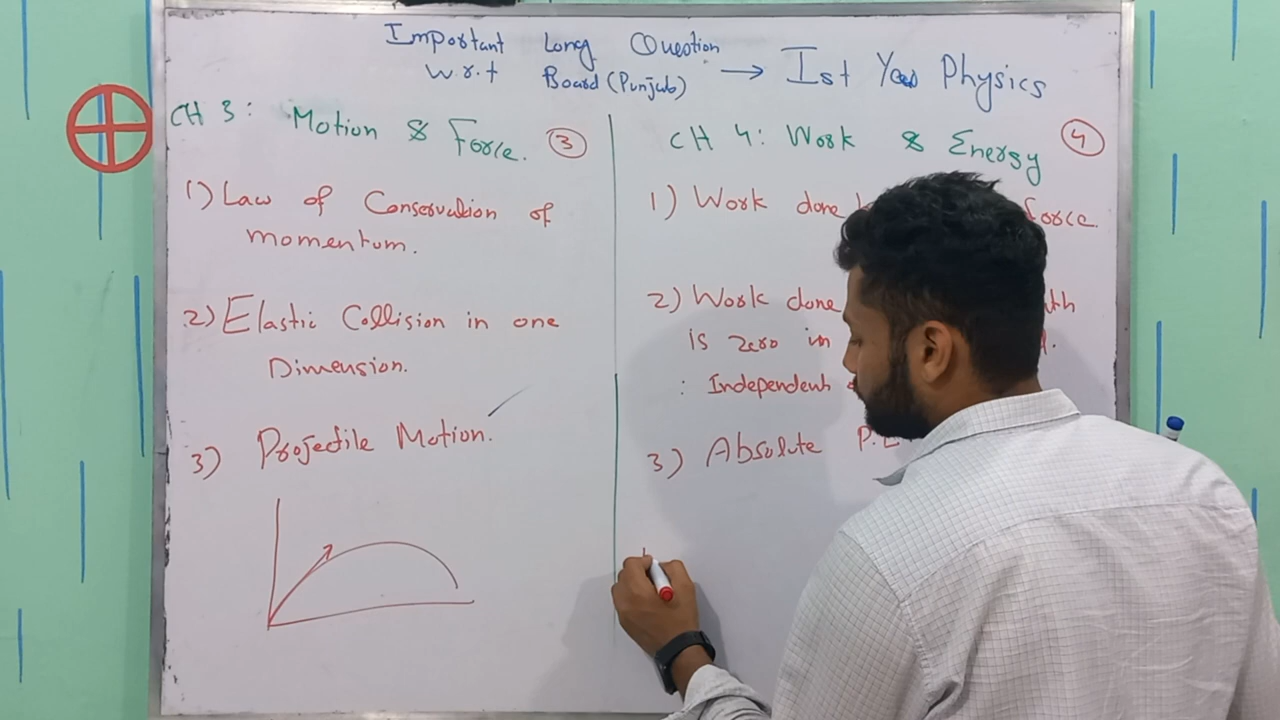 Important Long Question
w.r.t Board (Punjab) → Ist Year Physics
CH 3: Motion & Force. 3
1) Law of Conservation of
momentum.
2) Elastic Collision in one
Dimension.
3) Projectile Motion.
CH 4: Work & Energy 4
1) Work done force.
2) Work done
is zero in
: Independent
3) Absolute P.E